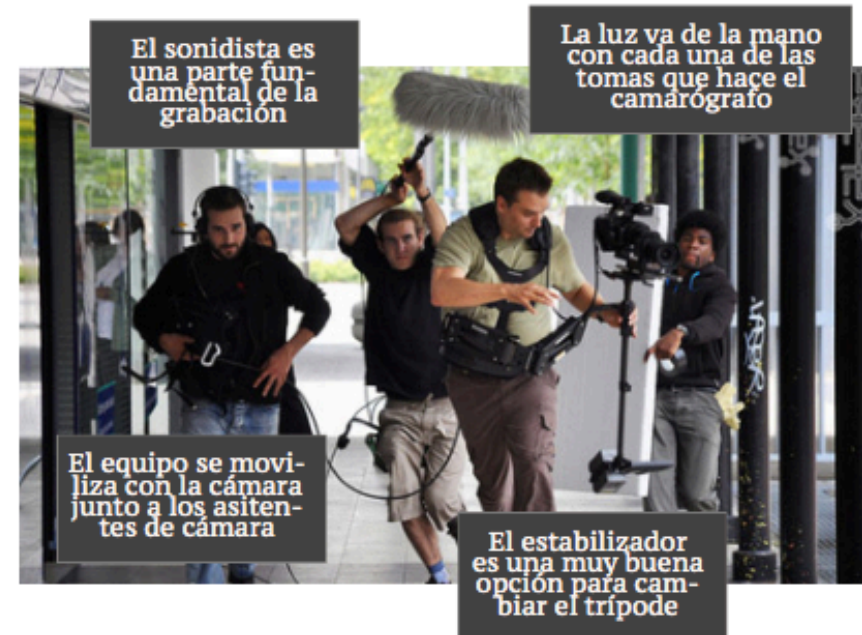 El sonidista es
una parte fun-
damental de la
grabación
La luz va de la mano
con cada una de las
tomas que hace el
camarógrafo
El equipo se movi-
liza con la cámara
junto a los asiten-
tes de cámara
El estabilizador
es una muy buena
opción para cam-
biar el trípode